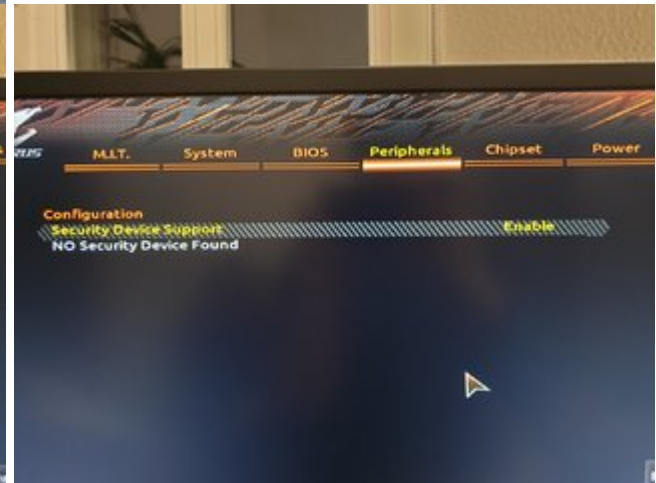 M.I.T. System BIOS Peripherals Chipset Power
Configuration
Security Device Support Enable
NO Security Device Found